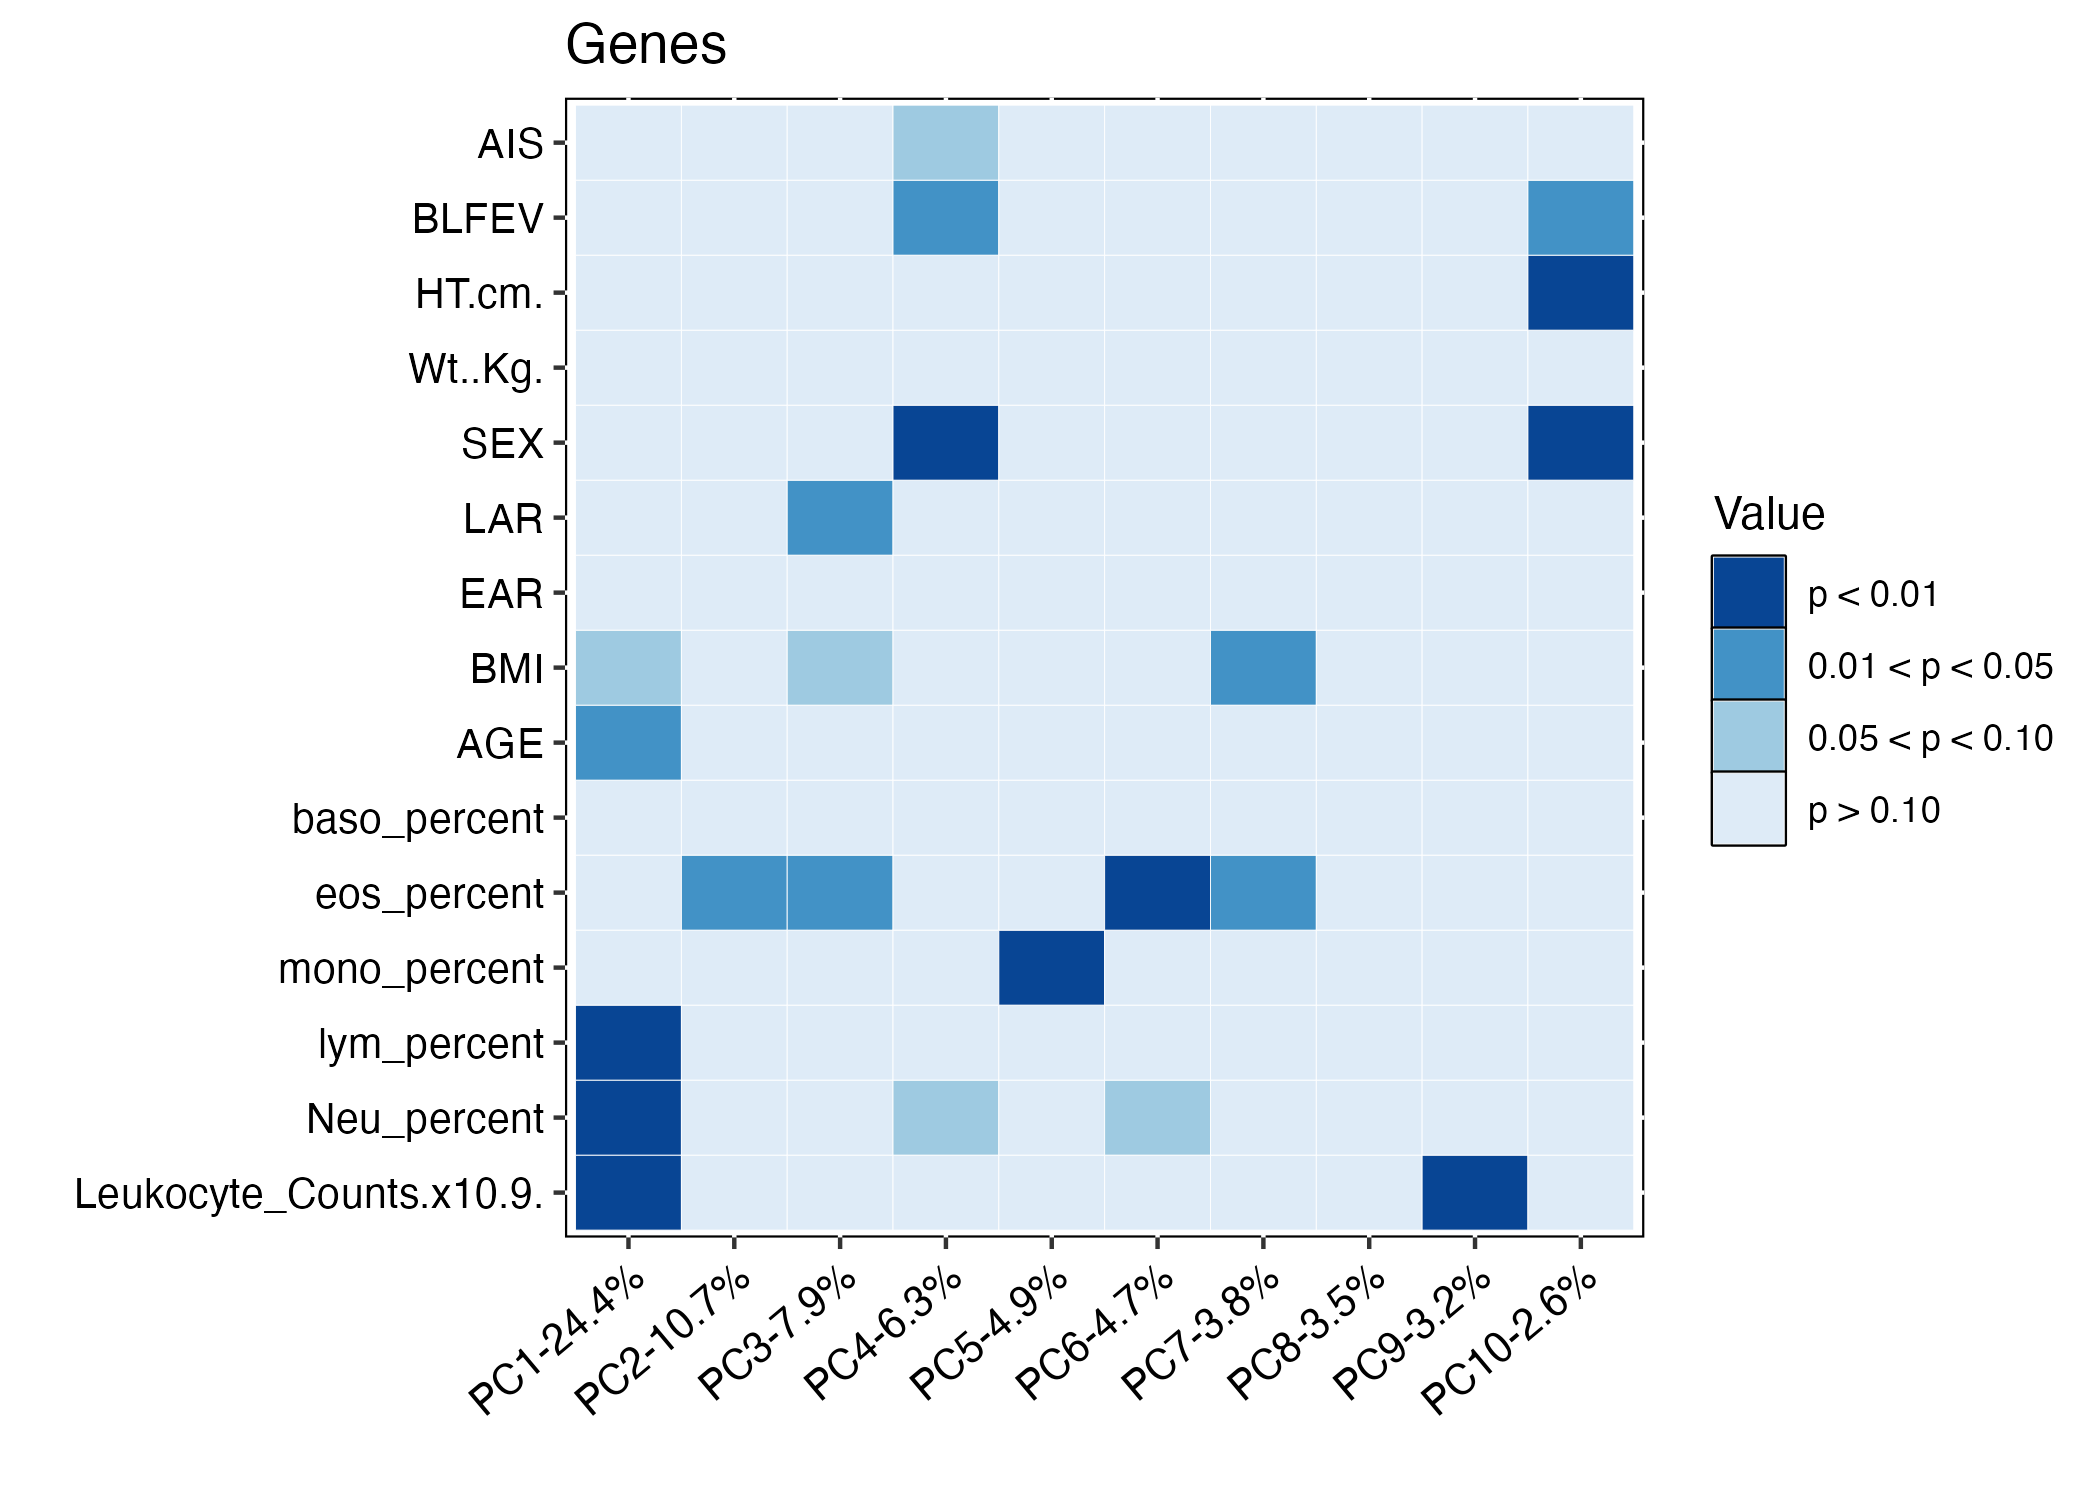 Genes
AIS
BLFEV
HT.cm.
Wt..Kg.
SEX
LAR
EAR
BMI
AGE
baso_percent
eos_percent
mono_percent
lym_percent
Neu_percent
Leukocyte_Counts.x10.9.
PC1-24.4%
PC2-10.7%
PC3-7.9%
PC4-6.3%
PC5-4.9%
PC6-4.7%
PC7-3.8%
PC8-3.5%
PC9-3.2%
PC10-2.6%
Value
p < 0.01
0.01 < p < 0.05
0.05 < p < 0.10
p > 0.10